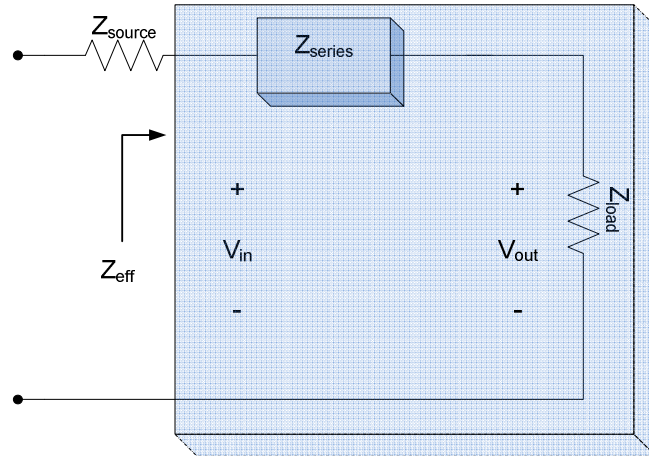 Zsource
Zseries
Zload
+
+
Vin
Vout
Zeff
-
-